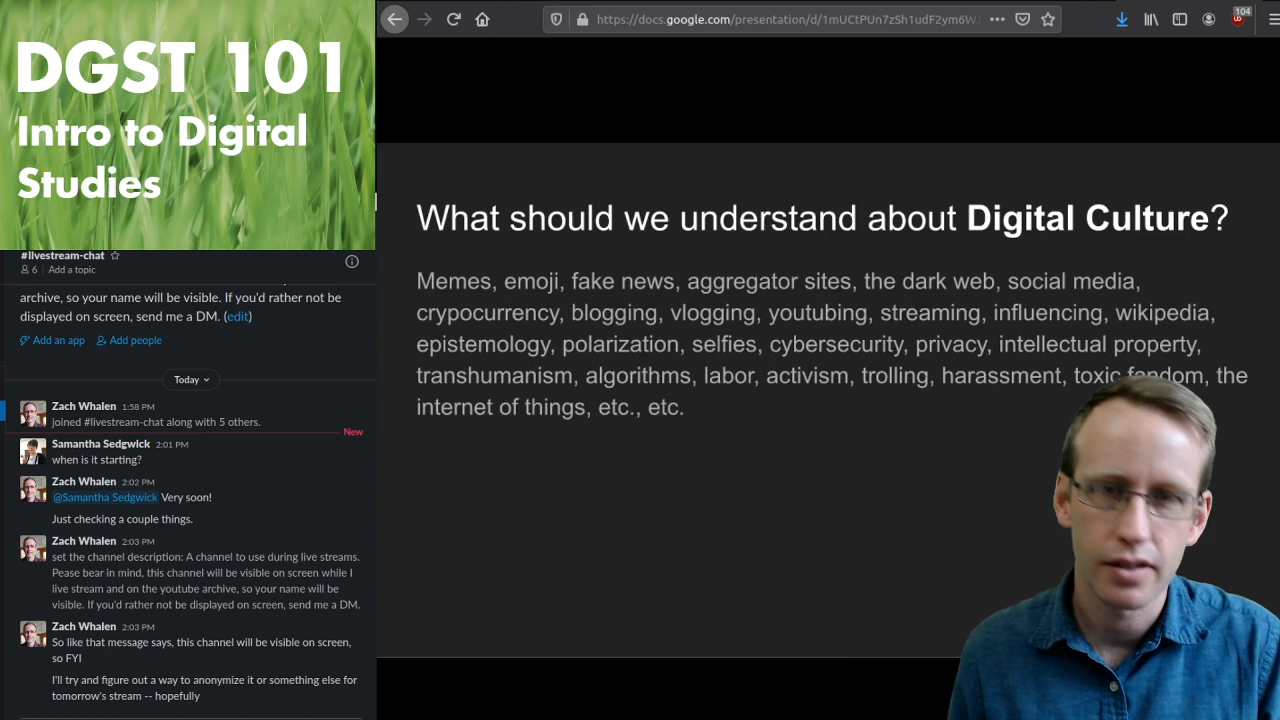 DGST 101
Intro to Digital
Studies
https://docs.google.com/presentation/d/1mUCtPUn7zSh1udF2ym6W
104
#livestream-chat
6 | Add a topic
archive, so your name will be visible. If you'd rather not be
displayed on screen, send me a DM. (edit)
Add an app Add people
Today
Zach Whalen 1:58 PM
joined #livestream-chat along with 5 others.
New
Samantha Sedgwick 2:01 PM
when is it starting?
Zach Whalen 2:02 PM
@Samantha Sedgwick Very soon!
Just checking a couple things.
Zach Whalen 2:03 PM
set the channel description: A channel to use during live streams.
Pease bear in mind, this channel will be visible on screen while I
live stream and on the youtube archive, so your name will be
visible. If you'd rather not be displayed on screen, send me a DM.
Zach Whalen 2:03 PM
So like that message says, this channel will be visible on screen,
so FYI
I'll try and figure out a way to anonymize it or something else for
tomorrow's stream -- hopefully
What should we understand about Digital Culture?
Memes, emoji, fake news, aggregator sites, the dark web, social media,
crypocurrency, blogging, vlogging, youtubing, streaming, influencing, wikipedia,
epistemology, polarization, selfies, cybersecurity, privacy, intellectual property,
transhumanism, algorithms, labor, activism, trolling, harassment, toxic fandom, the
internet of things, etc., etc.